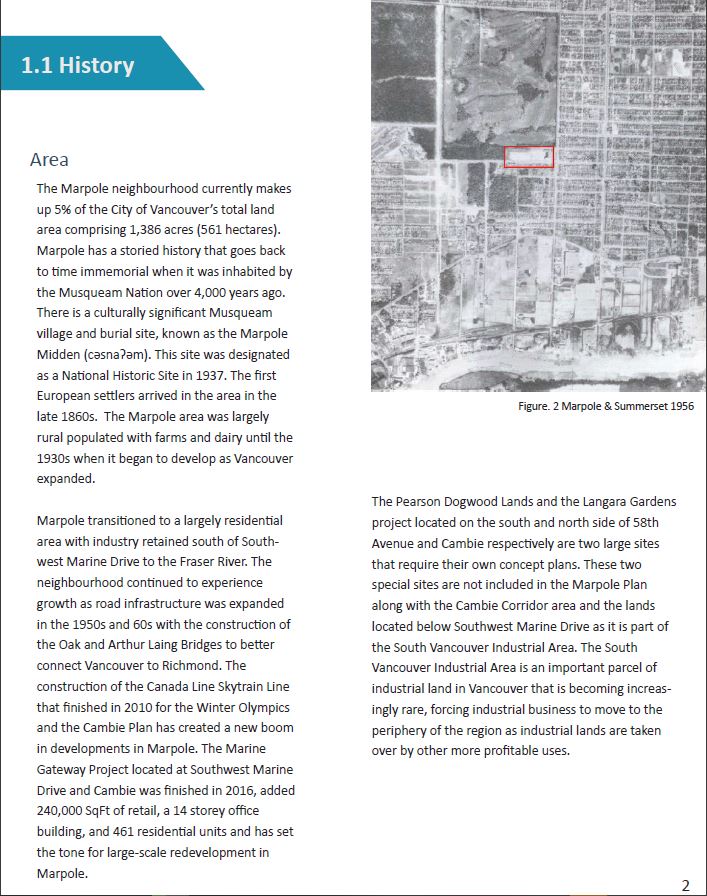 1.1 History
Area
The Marpole neighbourhood currently makes
up 5% of the City of Vancouver's total land
area comprising 1,386 acres (561 hectares).
Marpole has a storied history that goes back
to time immemorial when it was inhabited by
the Musqueam Nation over 4,000 years ago.
There is a culturally significant Musqueam
village and burial site, known as the Marpole
Midden (cəsnaʔəm). This site was designated
as a National Historic Site in 1937. The first
European settlers arrived in the area in the
late 1860s.  The Marpole area was largely
rural populated with farms and dairy until the
1930s when it began to develop as Vancouver
expanded.
Marpole transitioned to a largely residential
area with industry retained south of South-
west Marine Drive to the Fraser River. The
neighbourhood continued to experience
growth as road infrastructure was expanded
in the 1950s and 60s with the construction of
the Oak and Arthur Laing Bridges to better
connect Vancouver to Richmond. The
construction of the Canada Line Skytrain Line
that finished in 2010 for the Winter Olympics
and the Cambie Plan has created a new boom
in developments in Marpole. The Marine
Gateway Project located at Southwest Marine
Drive and Cambie was finished in 2016, added
240,000 SqFt of retail, a 14 storey office
building, and 461 residential units and has set
the tone for large-scale redevelopment in
Marpole.
Figure. 2 Marpole & Summerset 1956
The Pearson Dogwood Lands and the Langara Gardens
project located on the south and north side of 58th
Avenue and Cambie respectively are two large sites
that require their own concept plans. These two
special sites are not included in the Marpole Plan
along with the Cambie Corridor area and the lands
located below Southwest Marine Drive as it is part of
the South Vancouver Industrial Area. The South
Vancouver Industrial Area is an important parcel of
industrial land in Vancouver that is becoming increas-
ingly rare, forcing industrial business to move to the
periphery of the region as industrial lands are taken
over by other more profitable uses.
2